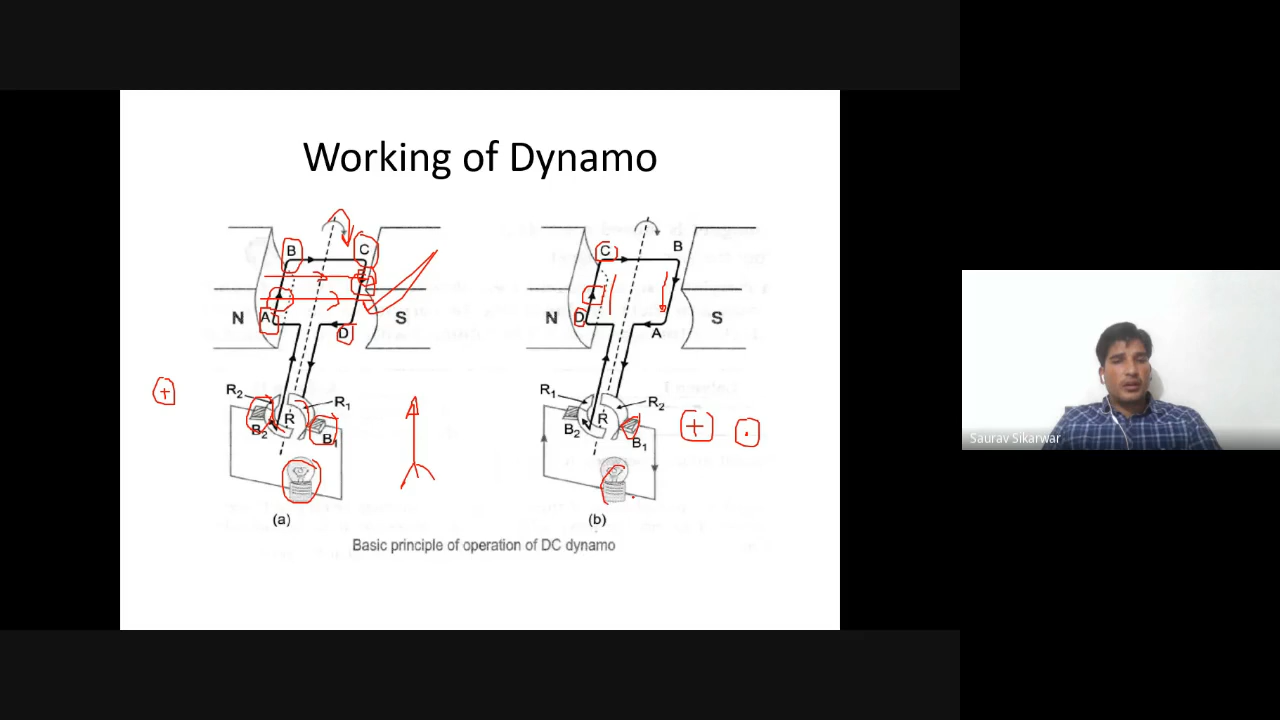 Working of Dynamo
B C
N A D S
R₂ R R₁
B₂ B₁
(a)
C B
N D A S
R₁ R R₂
B₂ B₁
(b)
+ + .
Basic principle of operation of DC dynamo
Saurav Sikarwar